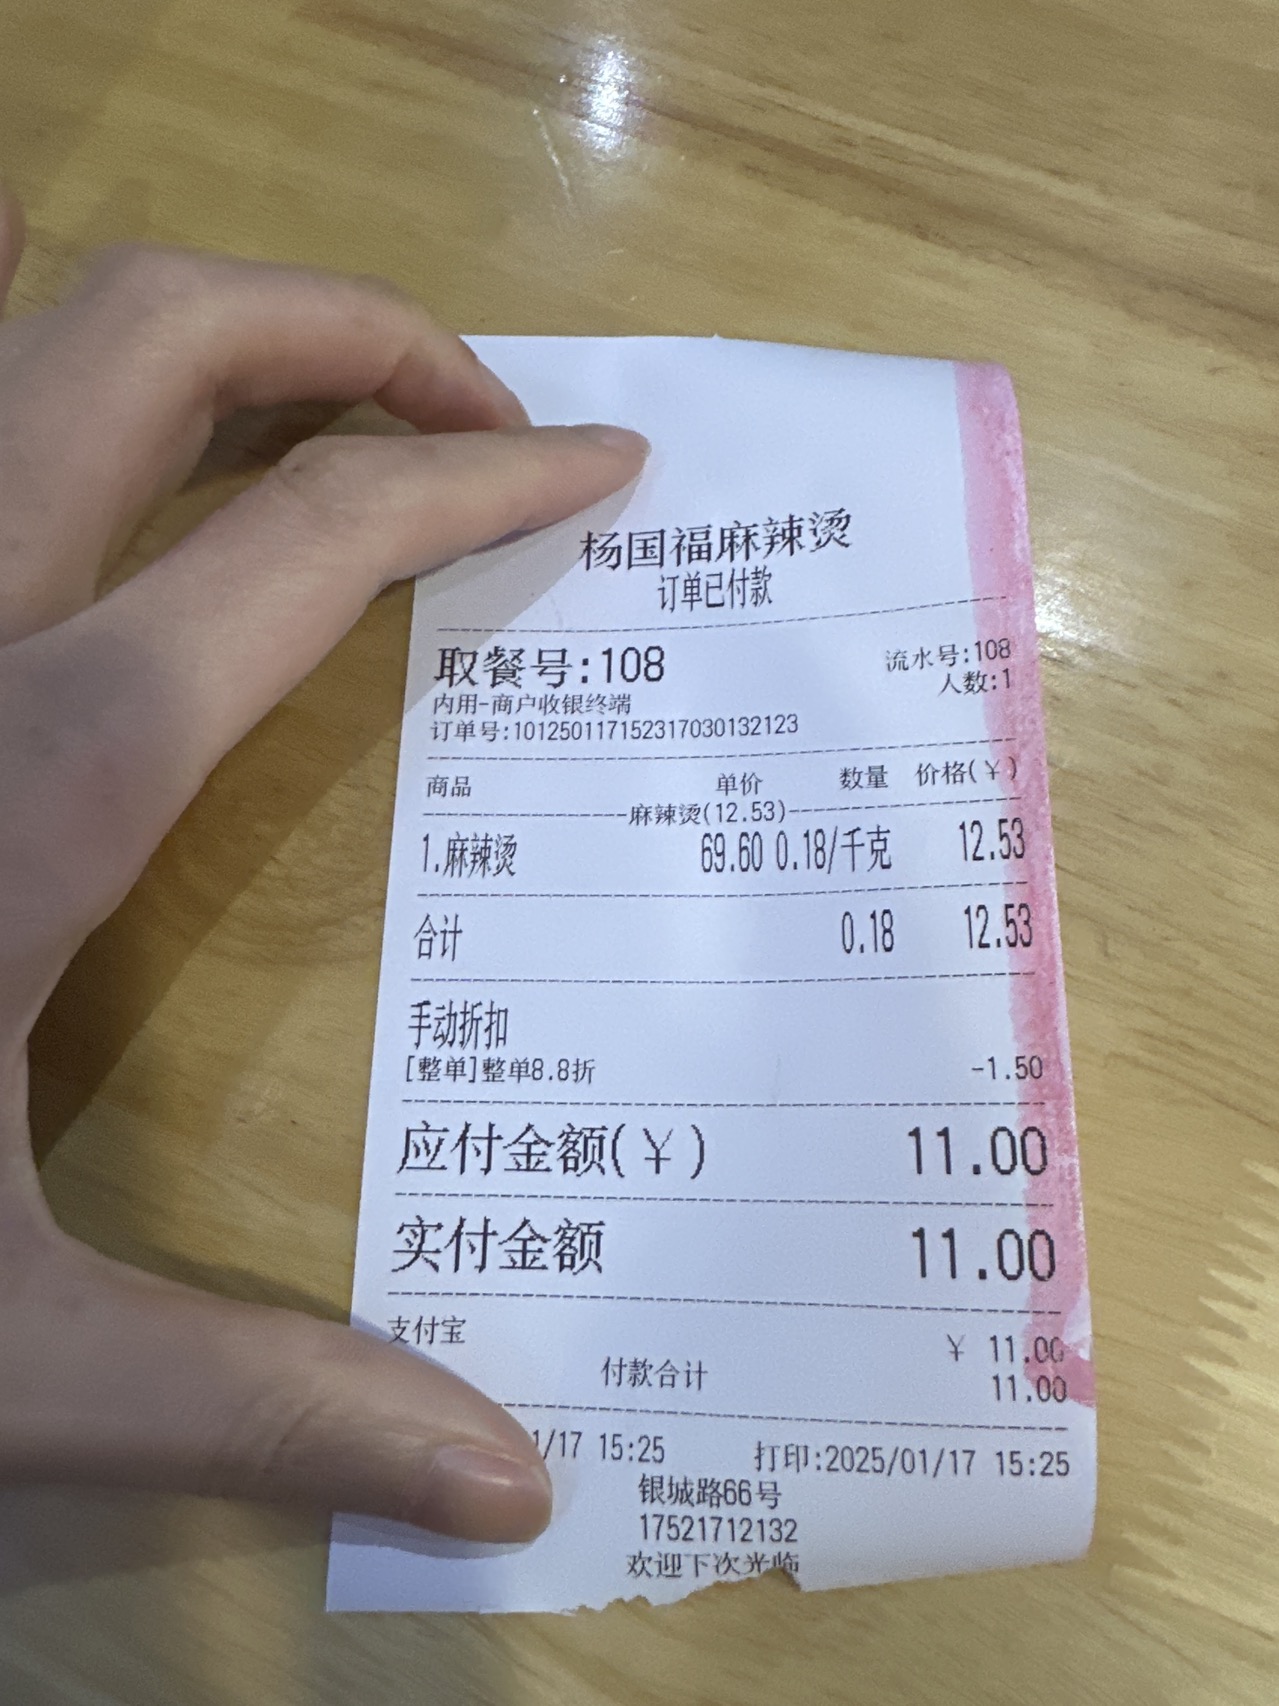 杨国福麻辣烫
订单已付款
取餐号:108 流水号:108
人数:1
内用-商户收银终端
订单号:1012501171523170301​32123
商品 单价 数量 价格(￥)
麻辣烫(12.53)
1.麻辣烫 69.60 0.18/千克 12.53
合计 0.18 12.53
手动折扣
[整单]整单8.8折 -1.50
应付金额(￥) 11.00
实付金额 11.00
支付宝 ￥ 11.00
付款合计 11.00
1/17 15:25 打印:2025/01/17 15:25
银城路66号
17521712132
欢迎下次光临